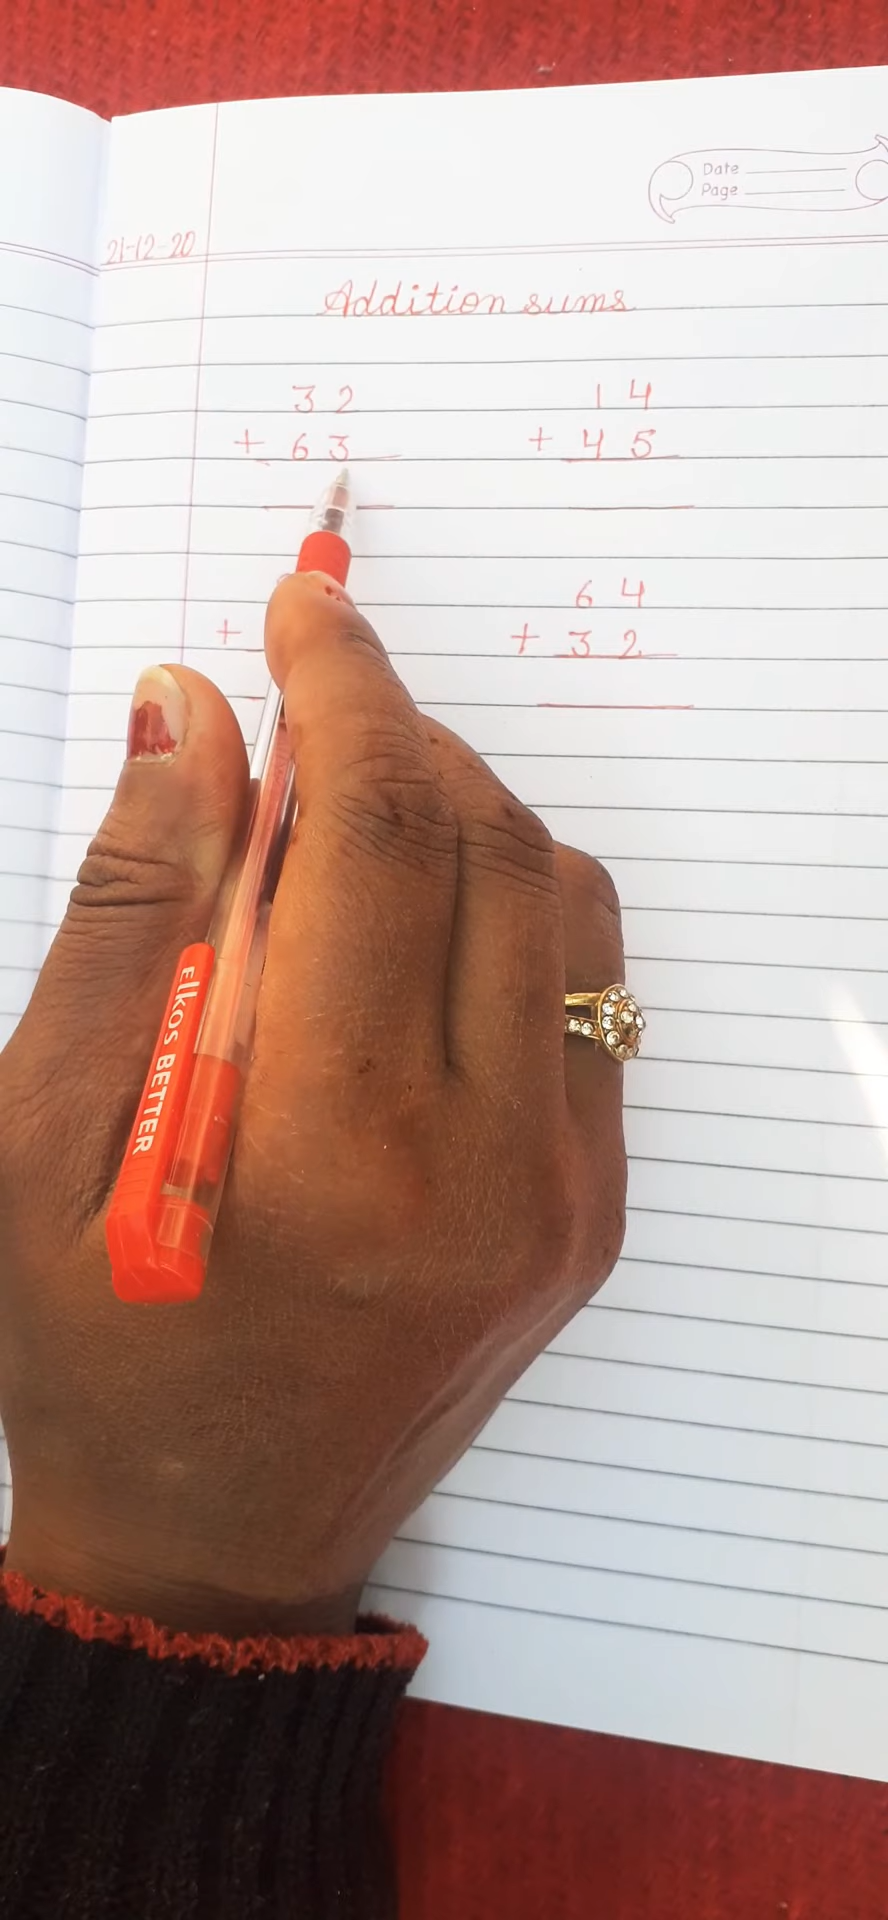 Date
Page
21-12-20
Addition sums
32 14
+ 63 + 45
64
+ + 32
Elkos BETTER